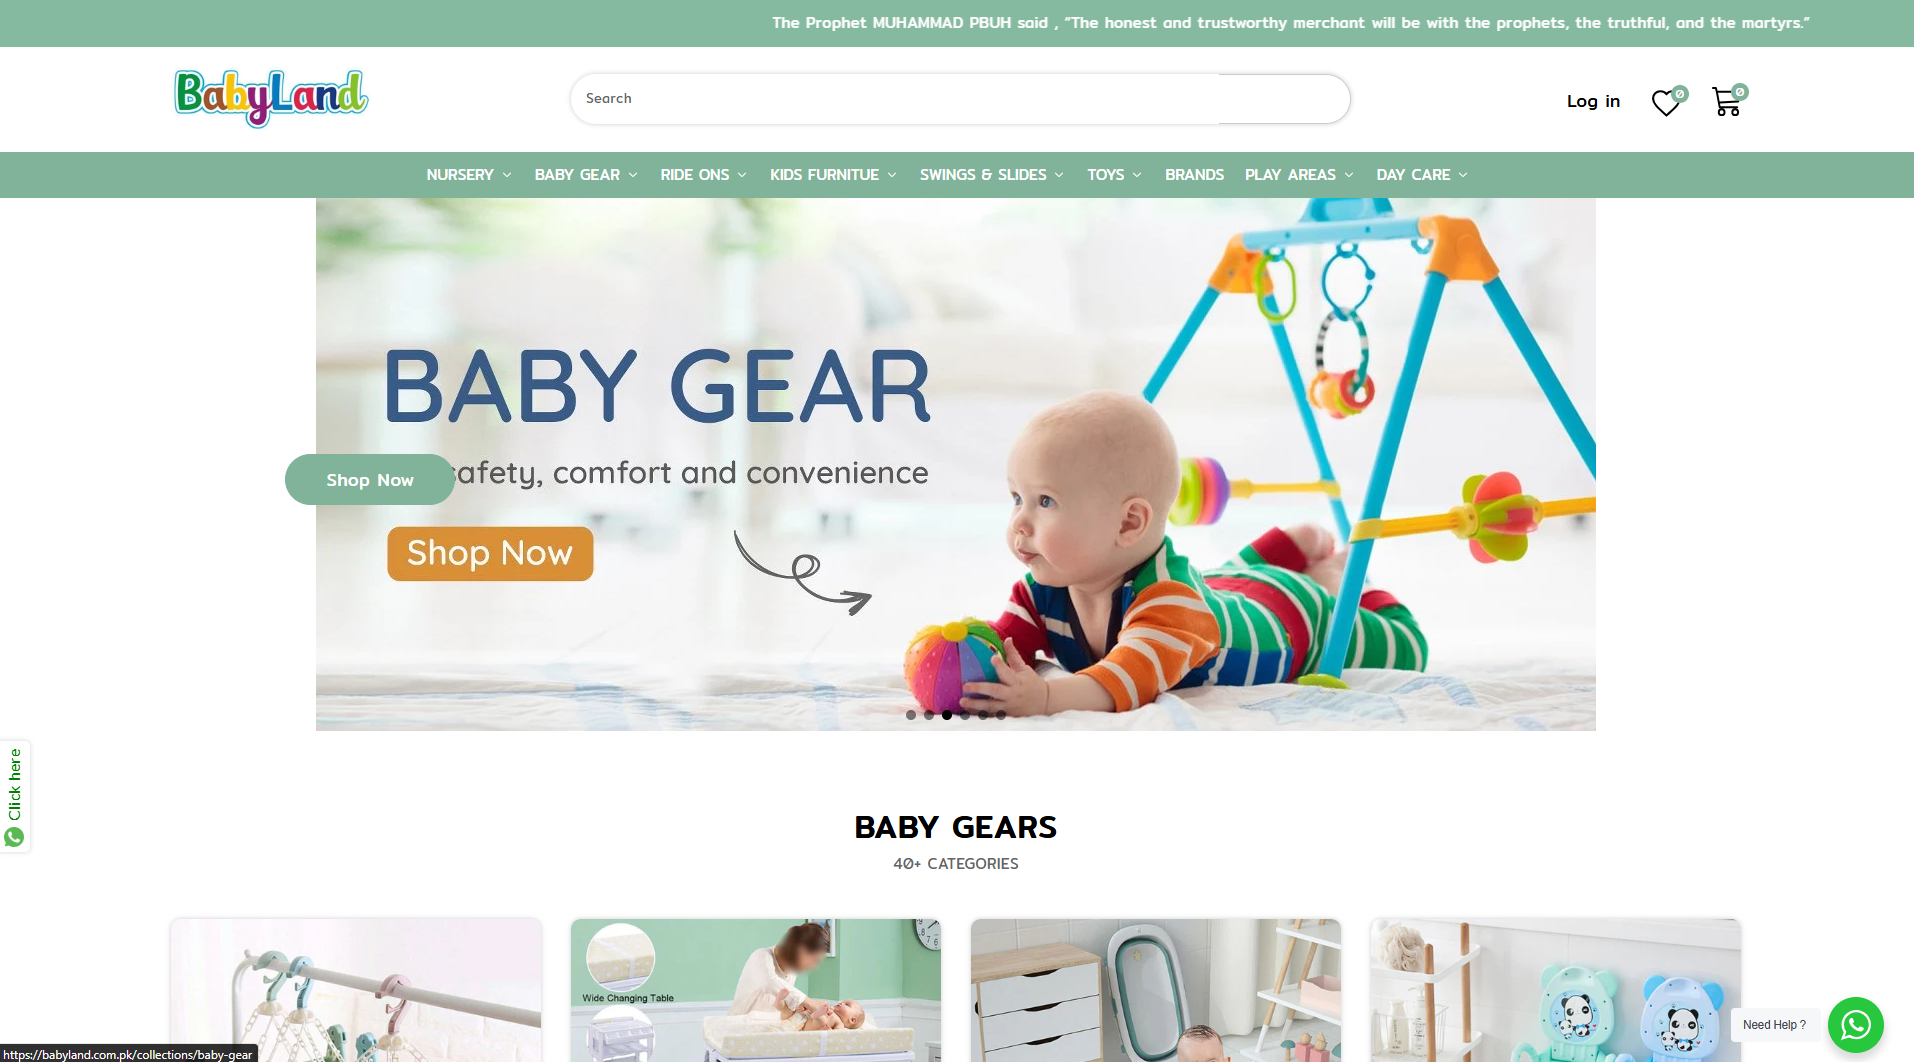 The Prophet MUHAMMAD PBUH said , “The honest and trustworthy merchant will be with the prophets, the truthful, and the martyrs.”
BabyLand
Search
Log in
0
0
NURSERY
BABY GEAR
RIDE ONS
KIDS FURNITUE
SWINGS & SLIDES
TOYS
BRANDS
PLAY AREAS
DAY CARE
BABY GEAR
safety, comfort and convenience
Shop Now
Shop Now
Click here
BABY GEARS
40+ CATEGORIES
Wide Changing Table
Need Help ?
https://babyland.com.pk/collections/baby-gear